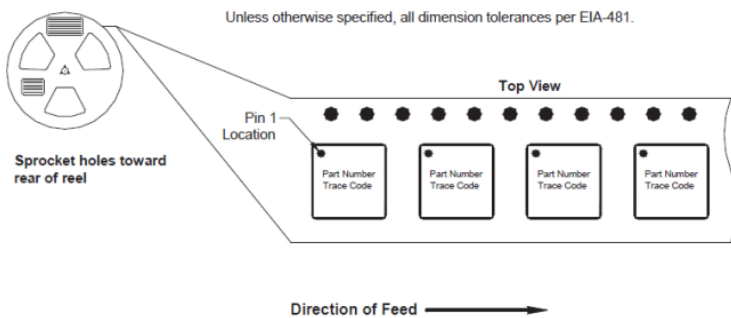 Unless otherwise specified, all dimension tolerances per EIA-481.
Top View
Pin 1
Location
Sprocket holes toward
rear of reel
Part Number
Trace Code
Part Number
Trace Code
Part Number
Trace Code
Part Number
Trace Code
Direction of Feed